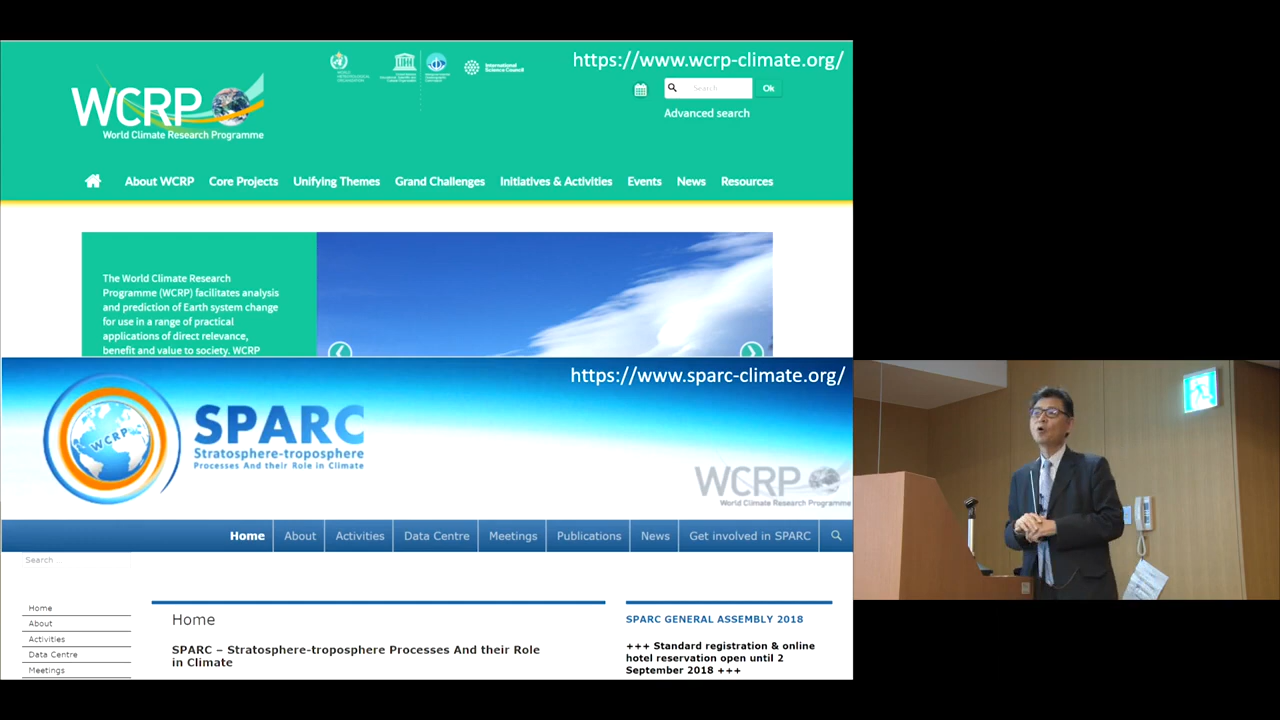 https://www.wcrp-climate.org/
International
Science Council
WCRP
World Climate Research Programme
Search
Ok
Advanced search
About WCRP
Core Projects
Unifying Themes
Grand Challenges
Initiatives & Activities
Events
News
Resources
The World Climate Research
Programme (WCRP) facilitates analysis
and prediction of Earth system change
for use in a range of practical
applications of direct relevance,
benefit and value to society. WCRP
https://www.sparc-climate.org/
WCRP
SPARC
Stratosphere-troposphere
Processes And their Role in Climate
WCRP
World Climate Research Programme
Home
About
Activities
Data Centre
Meetings
Publications
News
Get involved in SPARC
Search ...
Home
About
Activities
Data Centre
Meetings
Home
SPARC – Stratosphere-troposphere Processes And their Role
in Climate
SPARC GENERAL ASSEMBLY 2018
+++ Standard registration & online
hotel reservation open until 2
September 2018 +++